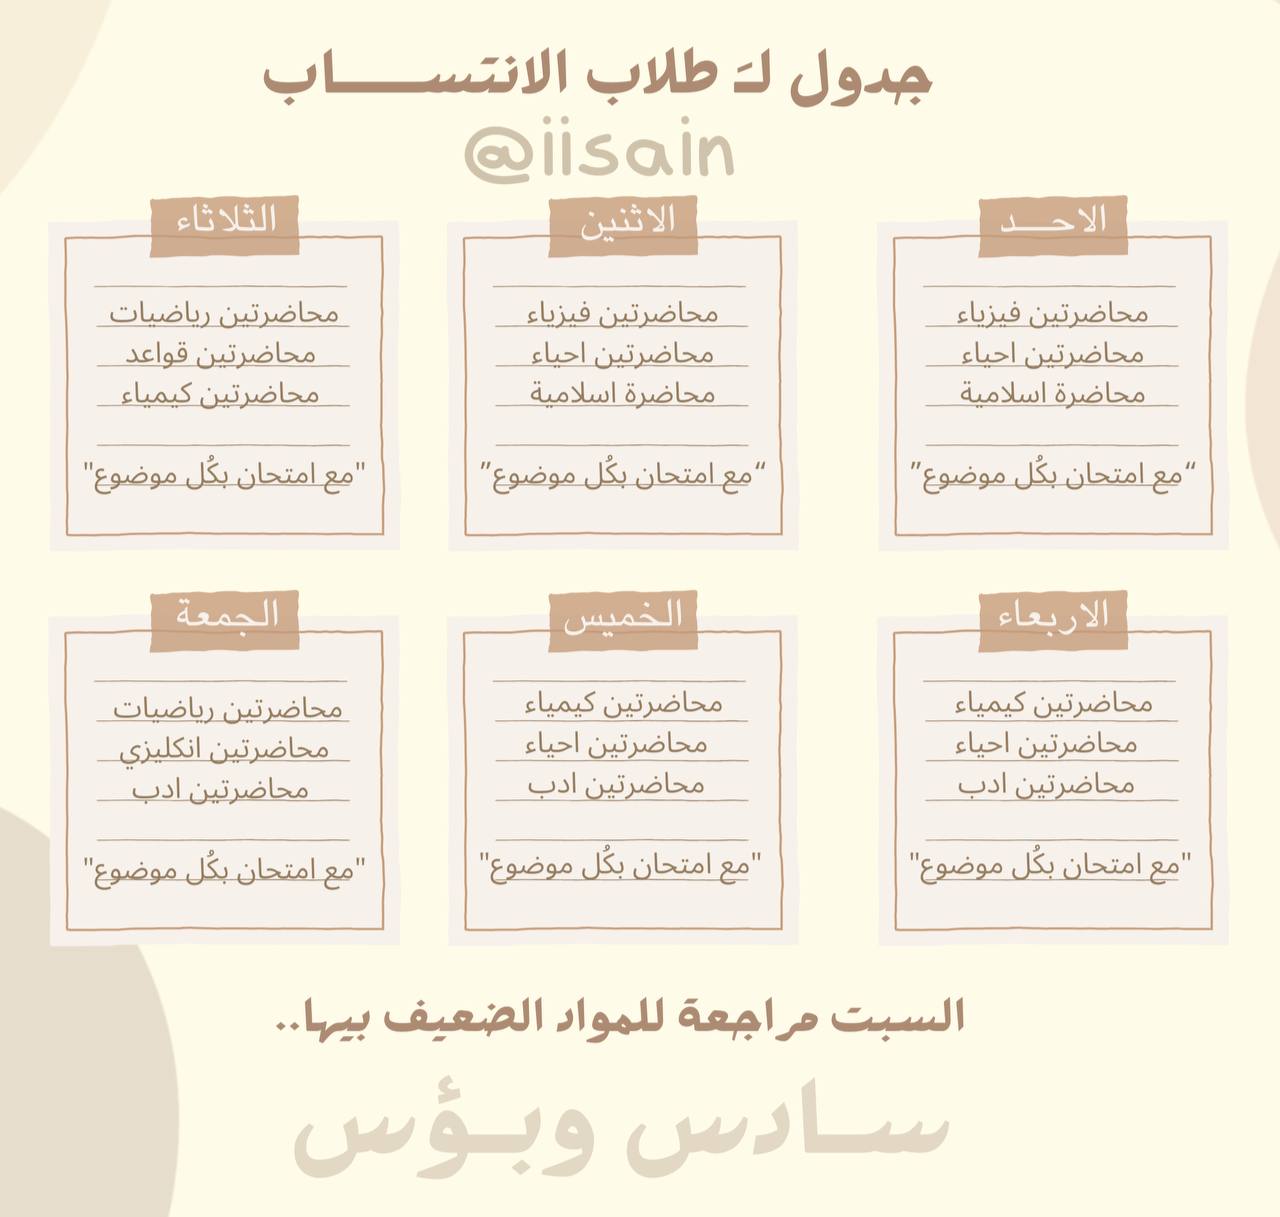 جدول لـَ طلاب الانتســـــاب
@iisain
الاحـــد
محاضرتين فيزياء
محاضرتين احياء
محاضرة اسلامية
“مع امتحان بكُل موضوع”
الاثنين
محاضرتين فيزياء
محاضرتين احياء
محاضرة اسلامية
“مع امتحان بكُل موضوع”
الثلاثاء
محاضرتين رياضيات
محاضرتين قواعد
محاضرتين كيمياء
"مع امتحان بكُل موضوع"
الاربعاء
محاضرتين كيمياء
محاضرتين احياء
محاضرتين ادب
"مع امتحان بكُل موضوع"
الخميس
محاضرتين كيمياء
محاضرتين احياء
محاضرتين ادب
"مع امتحان بكُل موضوع"
الجمعة
محاضرتين رياضيات
محاضرتين انكليزي
محاضرتين ادب
"مع امتحان بكُل موضوع"
السبت مراجعة للمواد الضعيف بيها..
ســادس وبــؤس